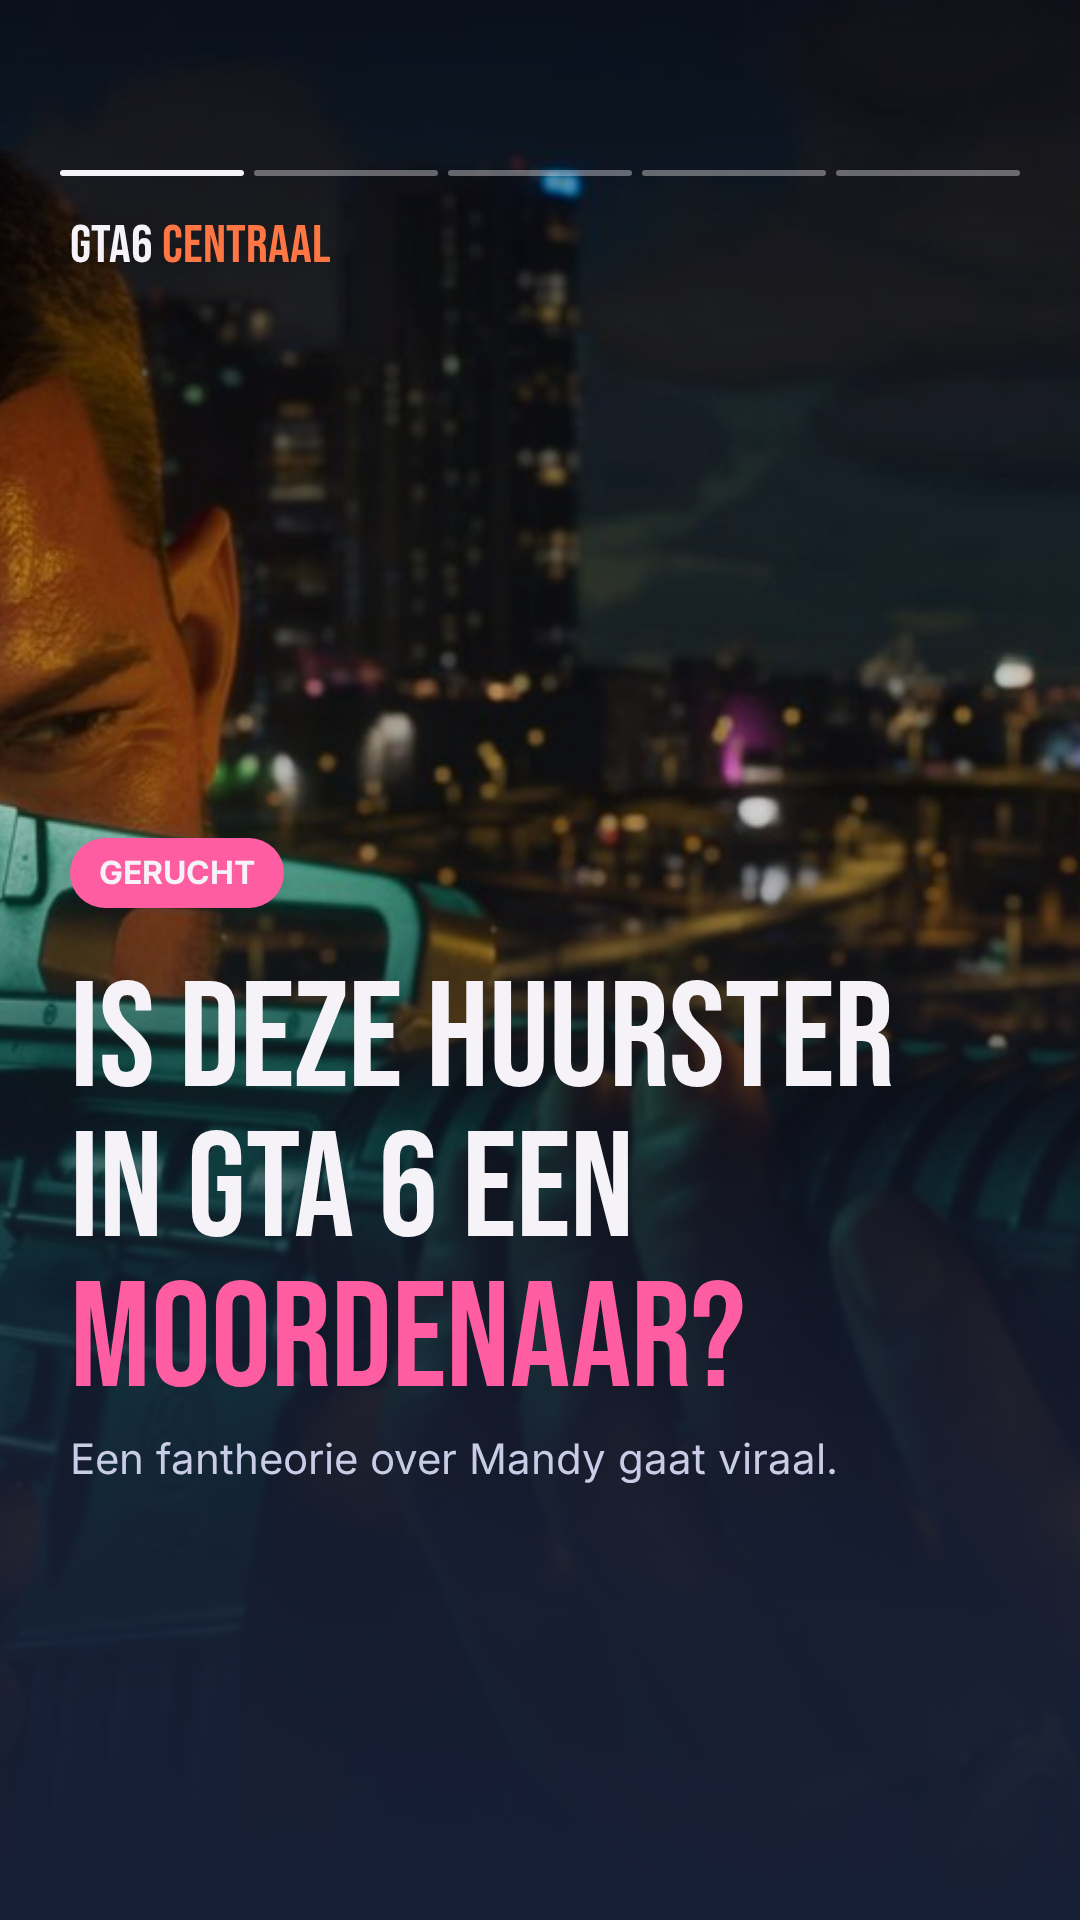 GTA6 CENTRAAL
GERUCHT
IS DEZE HUURSTER
IN GTA 6 EEN
MOORDENAAR?
Een fantheorie over Mandy gaat viraal.